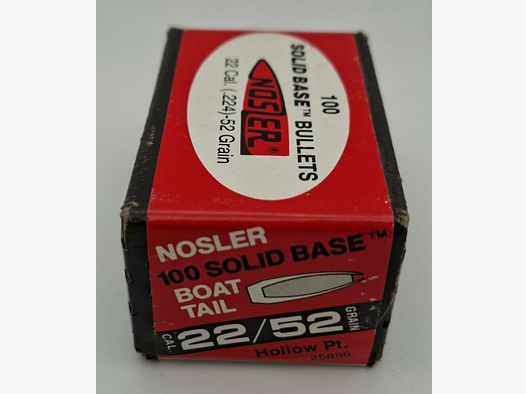 100
SOLID BASE™ BULLETS
NOSLER®
22 Cal. (.224)-52 Grain
NOSLER
100 SOLID BASE™
BOAT
TAIL
CAL. 22/52 GRAIN
Hollow Pt.
25856